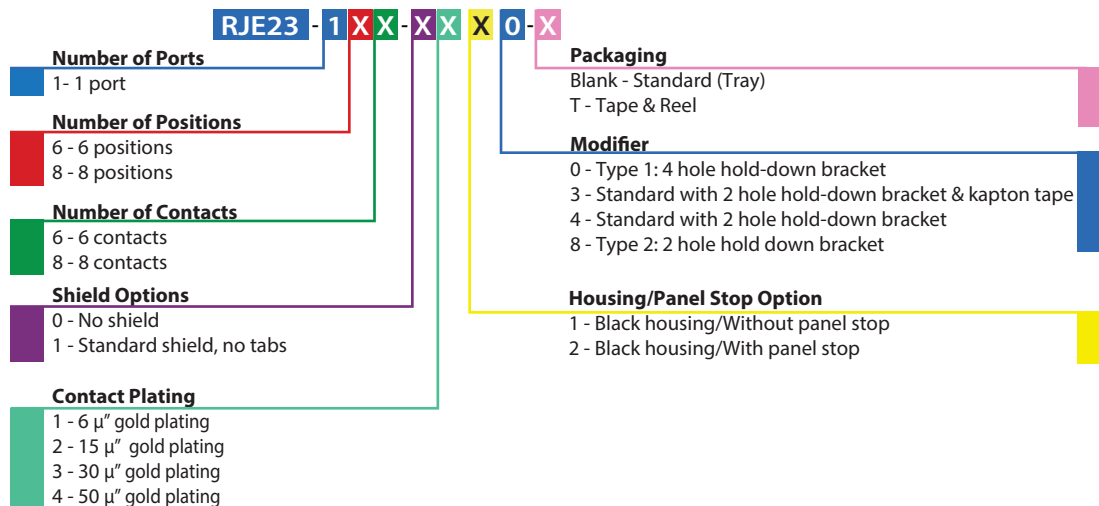 RJE23 - 1 X X - X X X 0 - X
Number of Ports
1- 1 port
Number of Positions
6 - 6 positions
8 - 8 positions
Number of Contacts
6 - 6 contacts
8 - 8 contacts
Shield Options
0 - No shield
1 - Standard shield, no tabs
Contact Plating
1 - 6 µ” gold plating
2 - 15 µ” gold plating
3 - 30 µ” gold plating
4 - 50 µ” gold plating
Packaging
Blank - Standard (Tray)
T - Tape & Reel
Modifier
0 - Type 1: 4 hole hold-down bracket
3 - Standard with 2 hole hold-down bracket & kapton tape
4 - Standard with 2 hole hold-down bracket
8 - Type 2: 2 hole hold down bracket
Housing/Panel Stop Option
1 - Black housing/Without panel stop
2 - Black housing/With panel stop